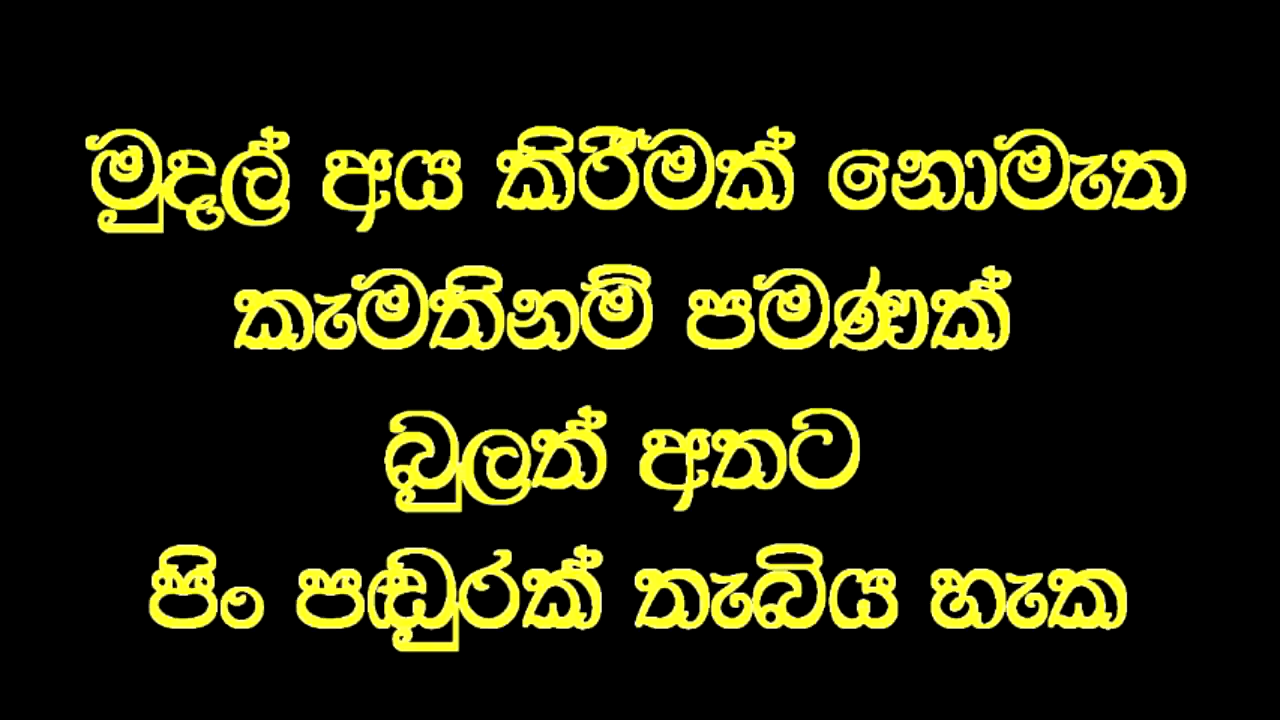 මුදල් අය කිරීමක් නොමැත
කැමතිනම් පමණක්
බුලත් අතට
පිං පඬුරක් තැබිය හැක